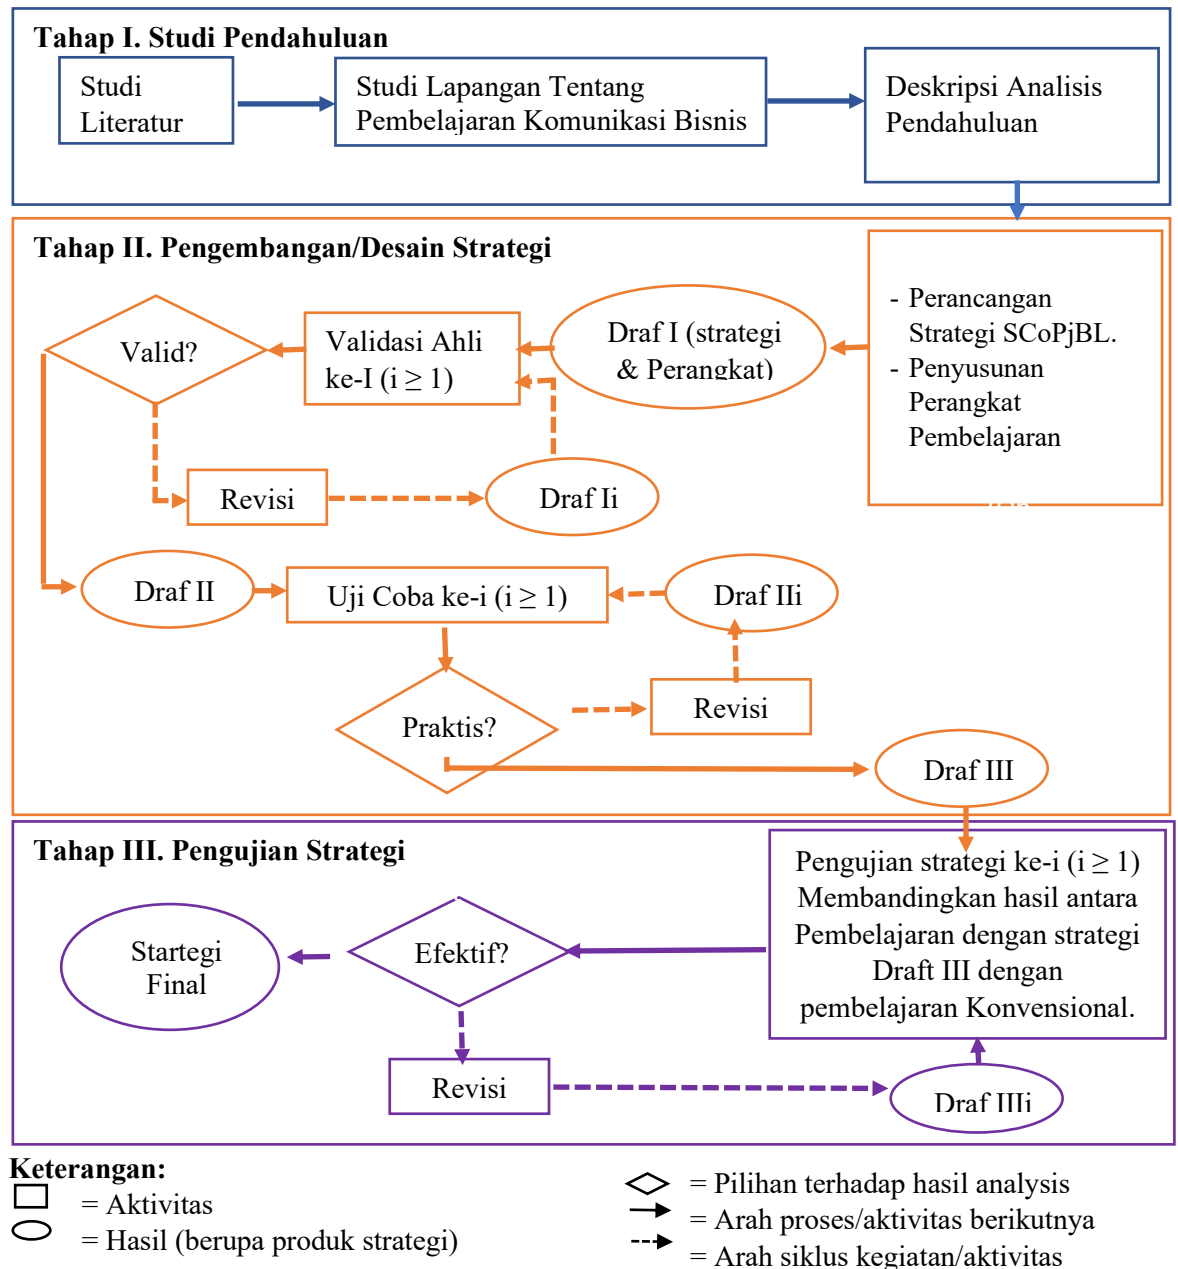 Tahap I. Studi Pendahuluan
Studi
Literatur
Studi Lapangan Tentang
Pembelajaran Komunikasi Bisnis
Deskripsi Analisis
Pendahuluan
Tahap II. Pengembangan/Desain Strategi
- Perancangan
Strategi SCoPjBL.
- Penyusunan
Perangkat
Pembelajaran
Draf I (strategi
& Perangkat)
Validasi Ahli
ke-I (i ≥ 1)
Valid?
Revisi
Draf Ii
Draf II
Uji Coba ke-i (i ≥ 1)
Draf IIi
Praktis?
Revisi
Draf III
Tahap III. Pengujian Strategi
Pengujian strategi ke-i (i ≥ 1)
Membandingkan hasil antara
Pembelajaran dengan strategi
Draft III dengan
pembelajaran Konvensional.
Efektif?
Startegi
Final
Revisi
Draf IIIi
Keterangan:
= Aktivitas
= Hasil (berupa produk strategi)
= Pilihan terhadap hasil analysis
= Arah proses/aktivitas berikutnya
= Arah siklus kegiatan/aktivitas